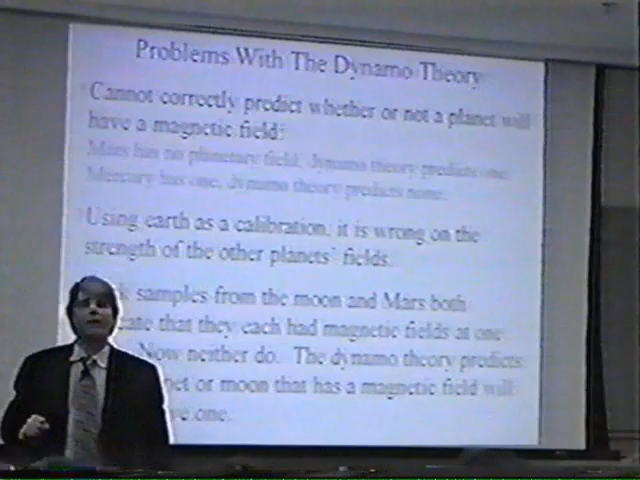 Problems With The Dynamo Theory
Cannot correctly predict whether or not a planet will
have a magnetic field:
Mars has no planetary field, dynamo theory predicts one.
Mercury has one, dynamo theory predicts none.
Using earth as a calibration, it is wrong on the
strength of the other planets' fields.
samples from the moon and Mars both
that they each had magnetic fields at one
Now neither do. The dynamo theory predicts
or moon that has a magnetic field will
one.